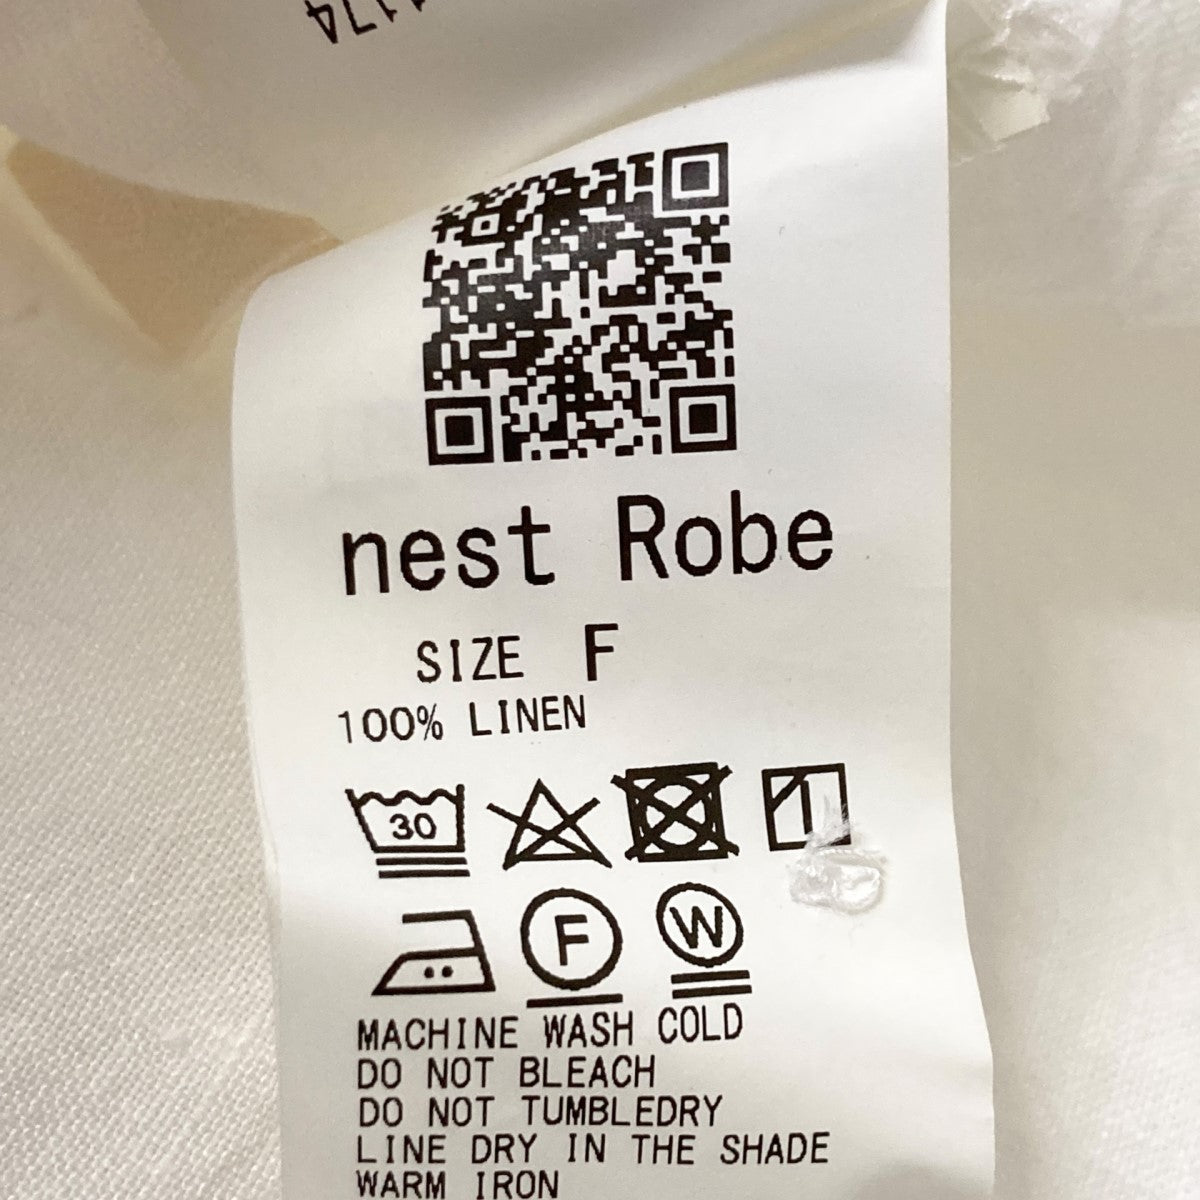 nest Robe
SIZE F
100% LINEN
30
F
W
MACHINE WASH COLD
DO NOT BLEACH
DO NOT TUMBLEDRY
LINE DRY IN THE SHADE
WARM IRON